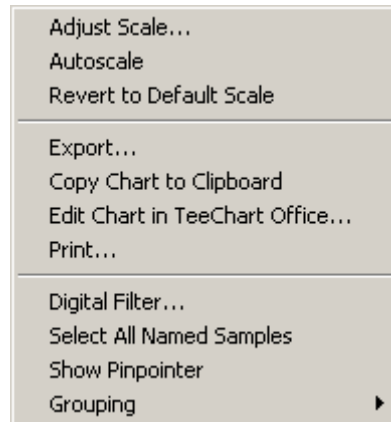 Adjust Scale...
Autoscale
Revert to Default Scale
Export...
Copy Chart to Clipboard
Edit Chart in TeeChart Office...
Print...
Digital Filter...
Select All Named Samples
Show Pinpointer
Grouping